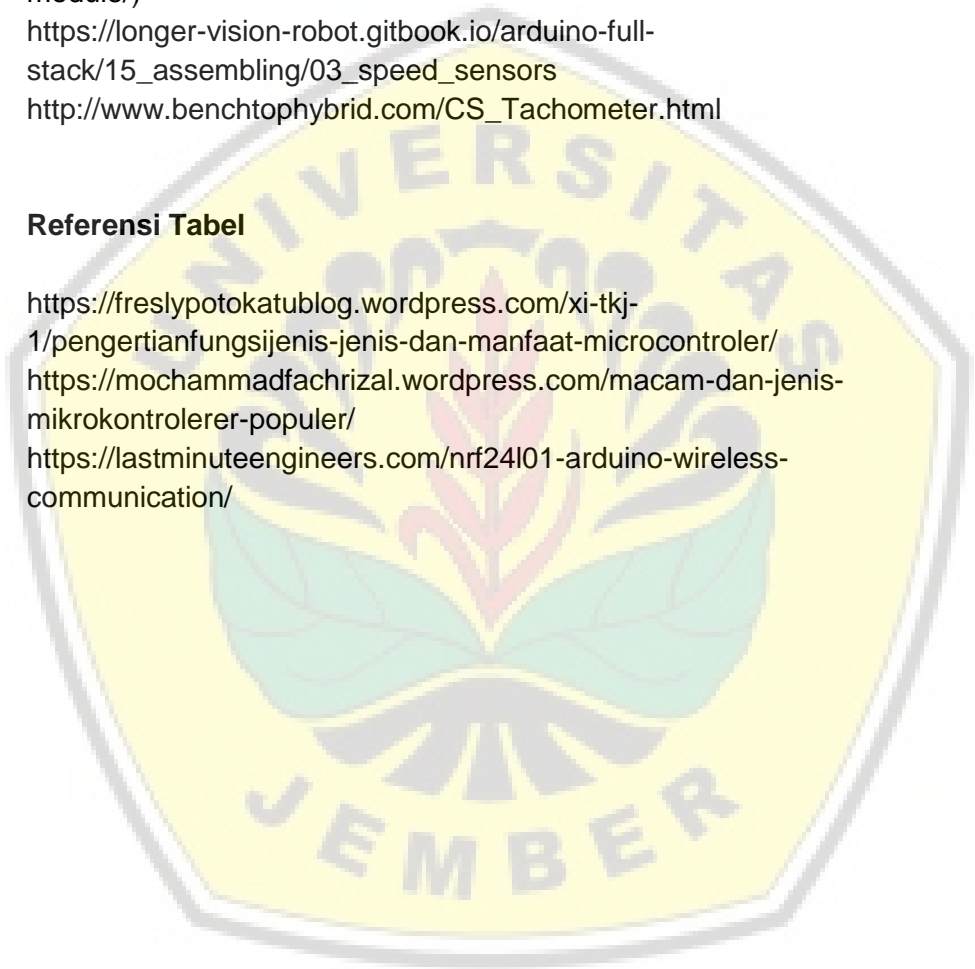 https://longer-vision-robot.gitbook.io/arduino-full-
stack/15_assembling/03_speed_sensors
http://www.benchtophybrid.com/CS_Tachometer.html
Referensi Tabel
https://freslypotokatublog.wordpress.com/xi-tkj-
1/pengertianfungsijenis-jenis-dan-manfaat-microcontroler/
https://mochammadfachrizal.wordpress.com/macam-dan-jenis-
mikrokontrolerer-populer/
https://lastminuteengineers.com/nrf24l01-arduino-wireless-
communication/
UNIVERSITAS
JEMBER